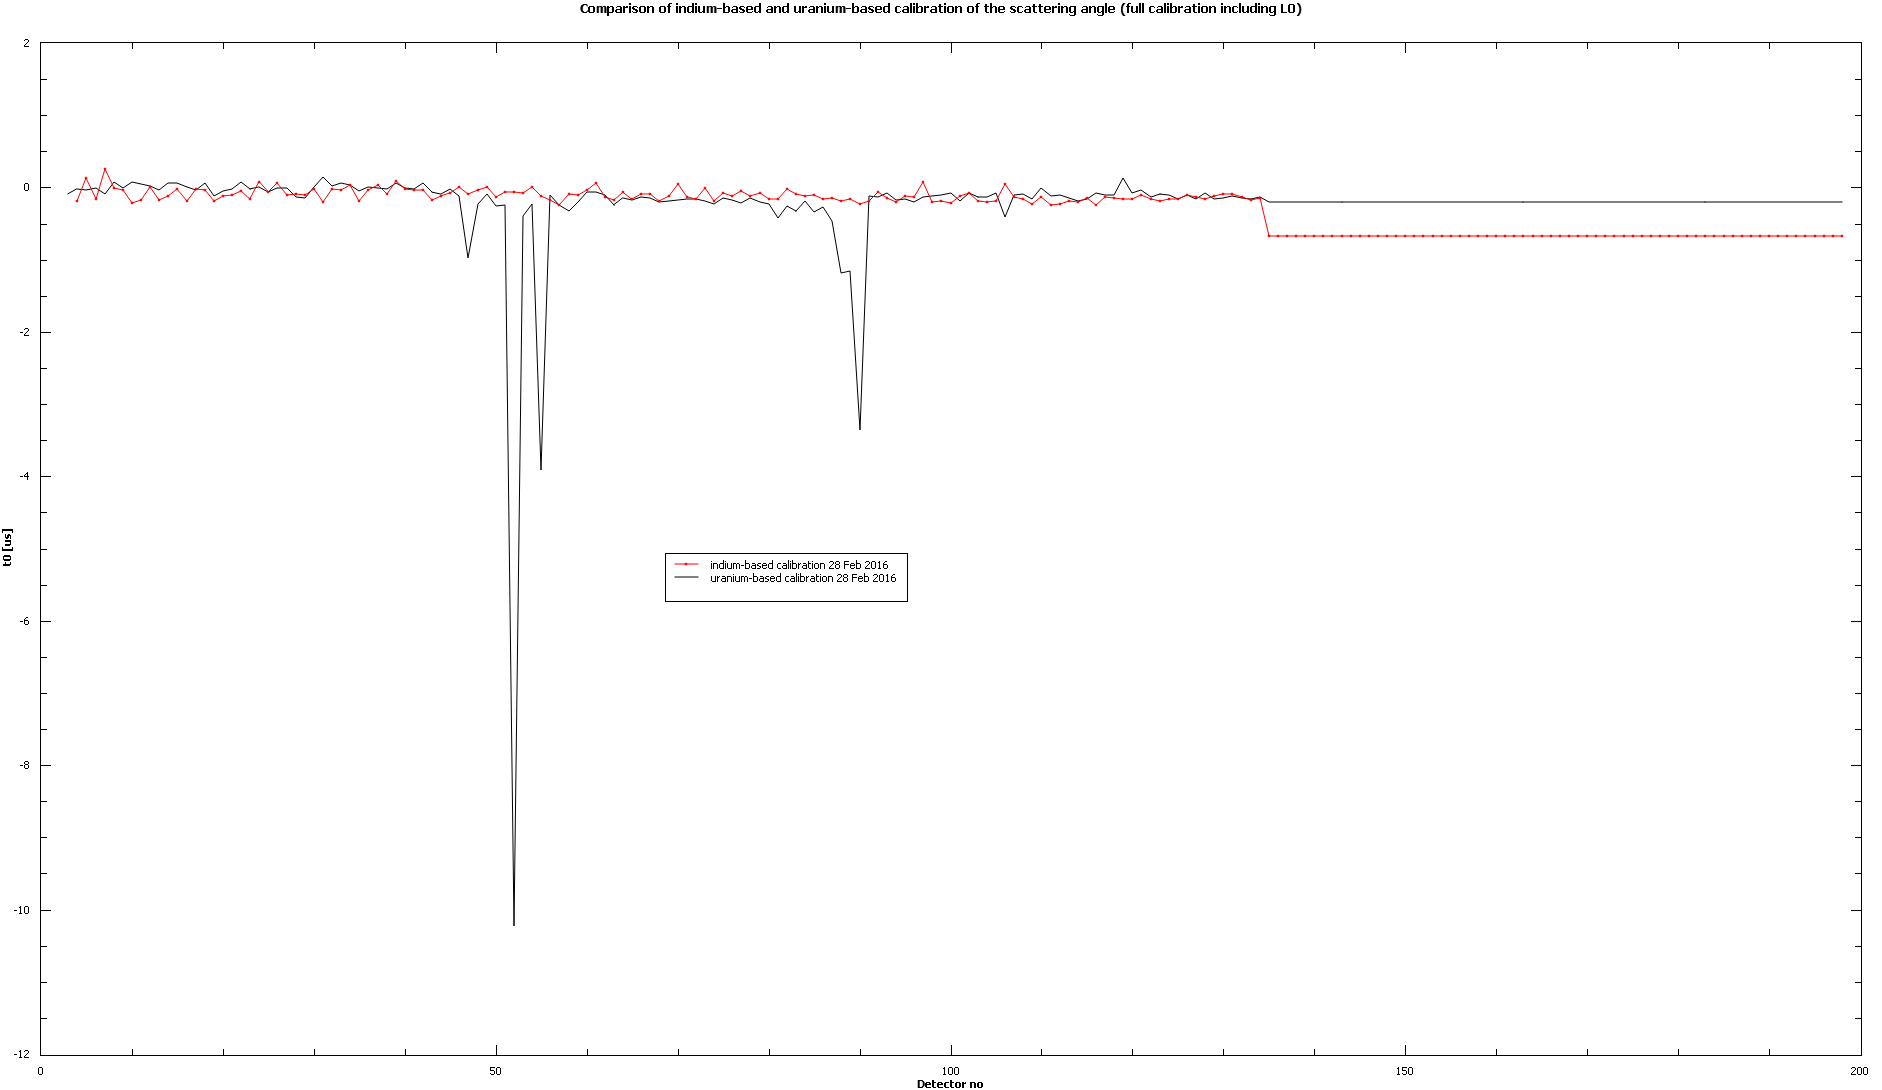 Comparison of indium-based and uranium-based calibration of the scattering angle (full calibration including L0)
2
0
-2
-4
-6
-8
-10
-12
t0 [us]
indium-based calibration 28 Feb 2016
uranium-based calibration 28 Feb 2016
0
50
100
150
200
Detector no